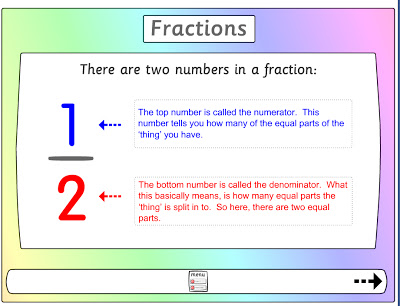 Fractions
There are two numbers in a fraction:
1
The top number is called the numerator.  This
number tells you how many of the equal parts of the
'thing' you have.
2
The bottom number is called the denominator.  What
this basically means, is how many equal parts the
'thing' is split in to.  So here, there are two equal
parts.
menu